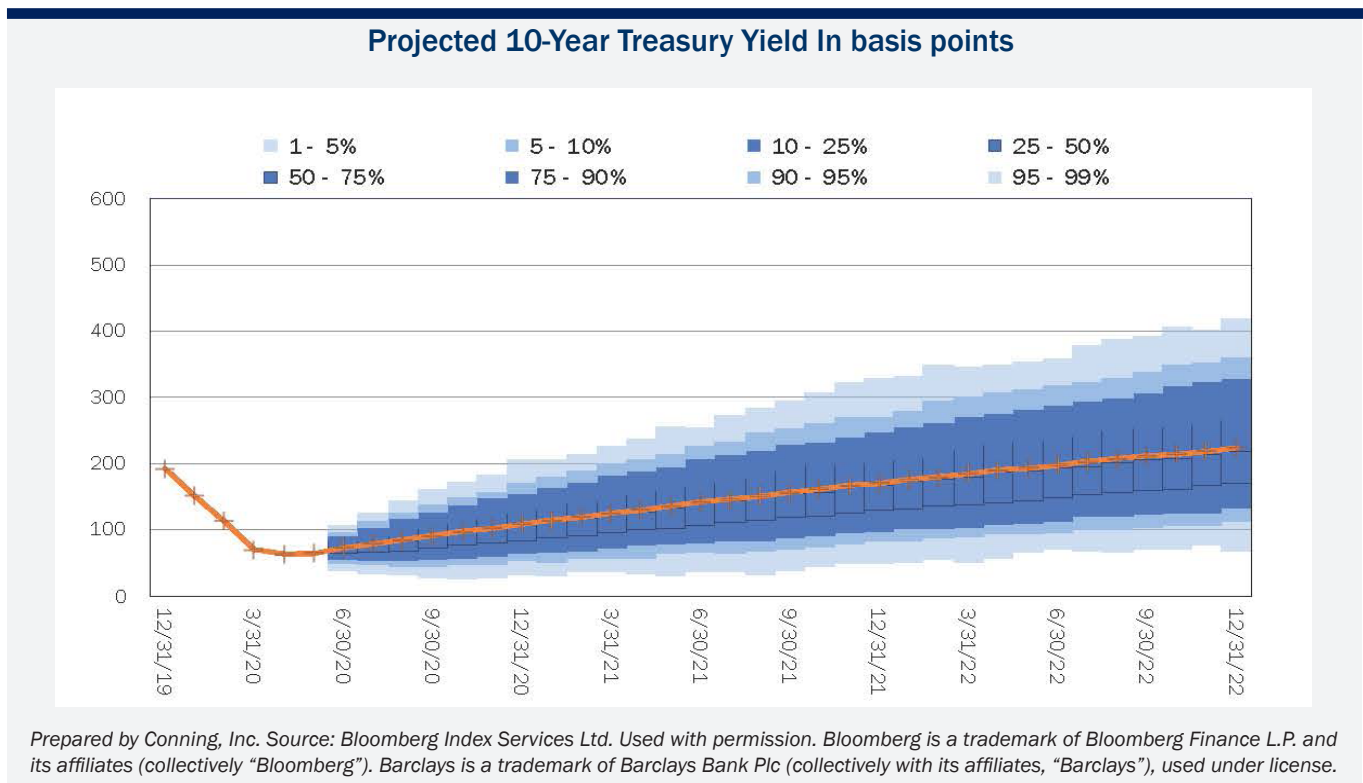 Projected 10-Year Treasury Yield In basis points
1 - 5% 5 - 10% 10 - 25% 25 - 50%
50 - 75% 75 - 90% 90 - 95% 95 - 99%
600
500
400
300
200
100
0
12/31/19 3/31/20 6/30/20 9/30/20 12/31/20 3/31/21 6/30/21 9/30/21 12/31/21 3/31/22 6/30/22 9/30/22 12/31/22
Prepared by Conning, Inc. Source: Bloomberg Index Services Ltd. Used with permission. Bloomberg is a trademark of Bloomberg Finance L.P. and
its affiliates (collectively “Bloomberg”). Barclays is a trademark of Barclays Bank Plc (collectively with its affiliates, “Barclays”), used under license.